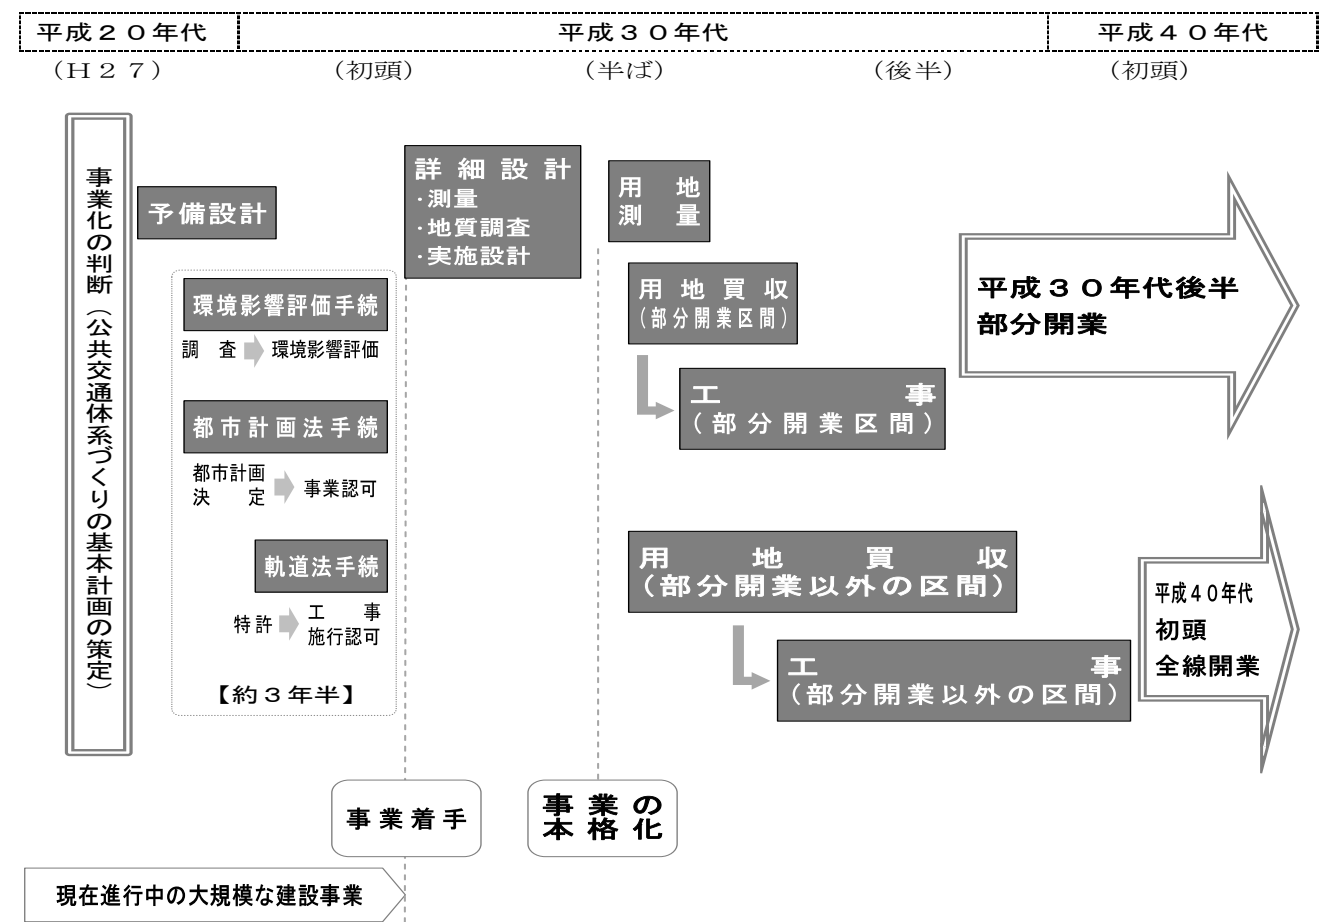 平成２０年代
平成３０年代
平成４０年代
（Ｈ２７）
（初頭）
（半ば）
（後半）
（初頭）
事業化の判断（公共交通体系づくりの基本計画の策定）
予備設計
環境影響評価手続
調　査
環境影響評価
都市計画法手続
都市計画
決　　定
事業認可
軌道法手続
特許
工　　事
施行認可
【約３年半】
詳細設計
・測量
・地質調査
・実施設計
用　地
測　量
用地買収
（部分開業区間）
工　　事
（部分開業区間）
平成３０年代後半
部分開業
用地買収
（部分開業以外の区間）
工　　事
（部分開業以外の区間）
平成４０年代
初頭
全線開業
事業着手
事業の
本格化
現在進行中の大規模な建設事業